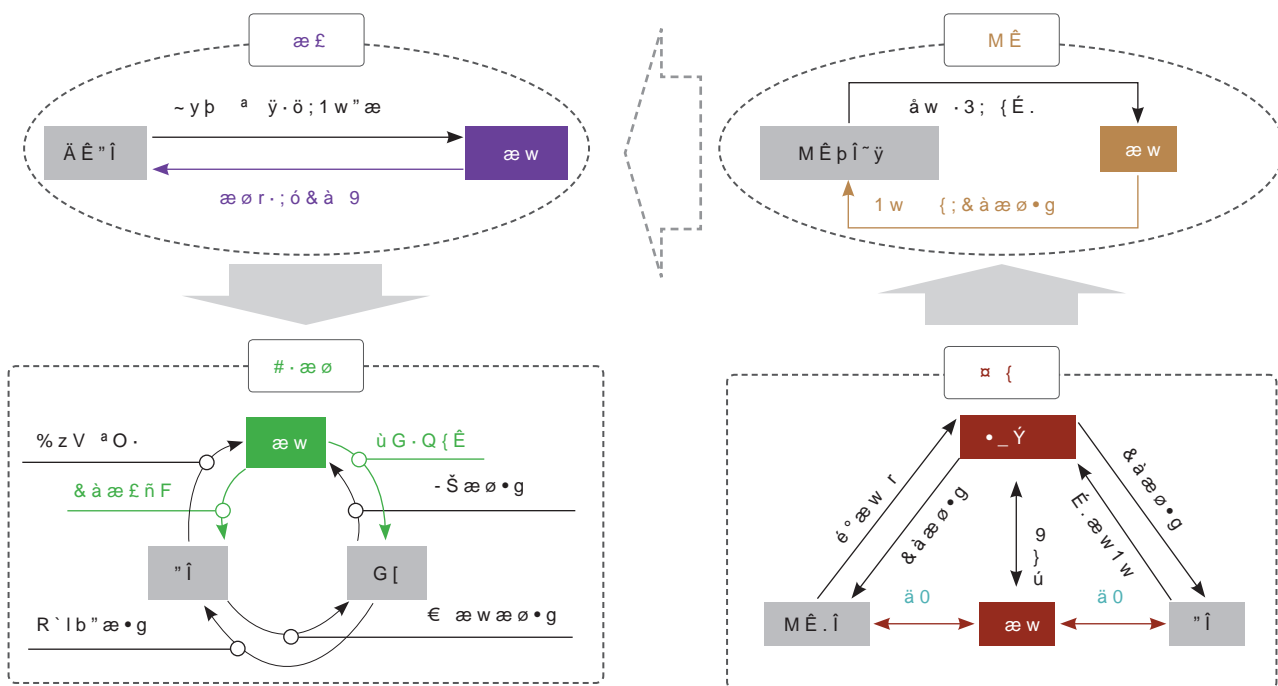 æ £
~ y þ ª ÿ · ö ; 1 w " æ
Ä Ê " Î
æ w
æ ø r · ; ó & à 9
M Ê
å w · 3 ; { É .
M Ê þ Î ~ ÿ
æ w
1 w { ; & à æ ø • g
# · æ ø
% z V ª O ·
æ w
ù G · Q { Ê
& à æ £ ñ F
- Š æ ø • g
" Î
G [
R ` l b " æ • g
€ æ w æ ø • g
¤ {
• _ Ý
é ° æ w r
& à æ ø • g
9 } ú
É . æ w 1 w
& à æ ø • g
ä 0
ä 0
M Ê . Î
æ w
" Î